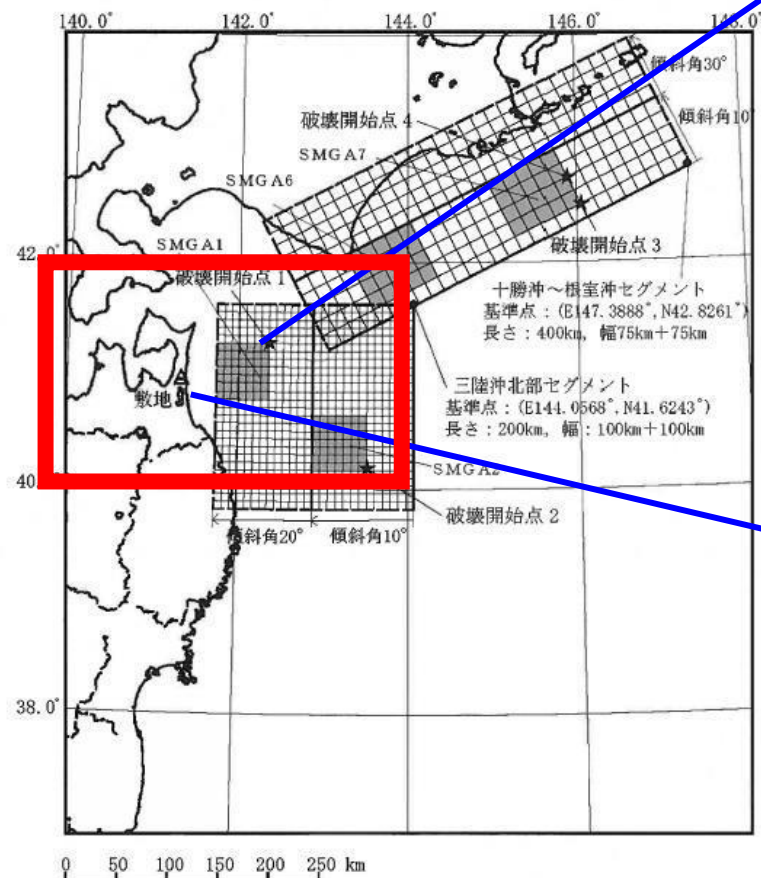 140.0°
142.0°
144.0°
146.0°
148.0°
傾斜角30°
傾斜角10°
破壊開始点4
SMGA7
SMGA6
SMGA1
42.0°
破壊開始点1
破壊開始点3
十勝沖～根室沖セグメント
基準点：(E147.3888°,N42.8261°)
長さ：400km, 幅75km+75km
三陸沖北部セグメント
基準点：(E144.0568°,N41.6243°)
長さ：200km, 幅：100km+100km
敷地
SMGA2
40.
破壊開始点2
傾斜角20°
傾斜角10°
38.0°
0 50 100 150 200 250 km